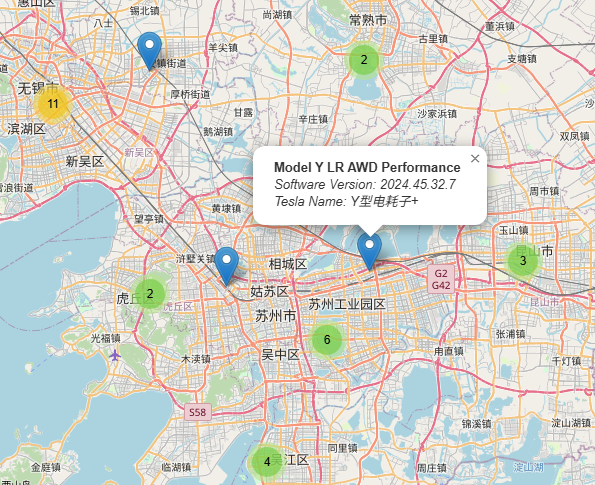 惠山区
锡北镇
尚湖镇
常熟市
董浜镇
八士
羊尖镇
古里镇
支塘镇
2
镇街道
无锡市
厚桥街道
11
甘露
辛庄镇
沙家浜镇
滨湖区
鹅湖镇
双凤镇
新吴区
新吴区
Model Y LR AWD Performance
×
Software Version: 2024.45.32.7
Tesla Name: Y型电耗子+
雪浪街道
周市镇
黄埭镇
望亭镇
玉山镇
浒墅关镇
相城区
3
山市
G2
G42
姑苏区
2
虎丘
虎丘区
苏州工业园区
昆山市
苏州市
光福镇
6
张浦镇
木渎镇
吴中区
甪直镇
千灯镇
S58
锦溪镇
淀山湖镇
同里镇
4
吴江区
金庭镇
临湖镇
周庄镇
淀山湖
西山岛